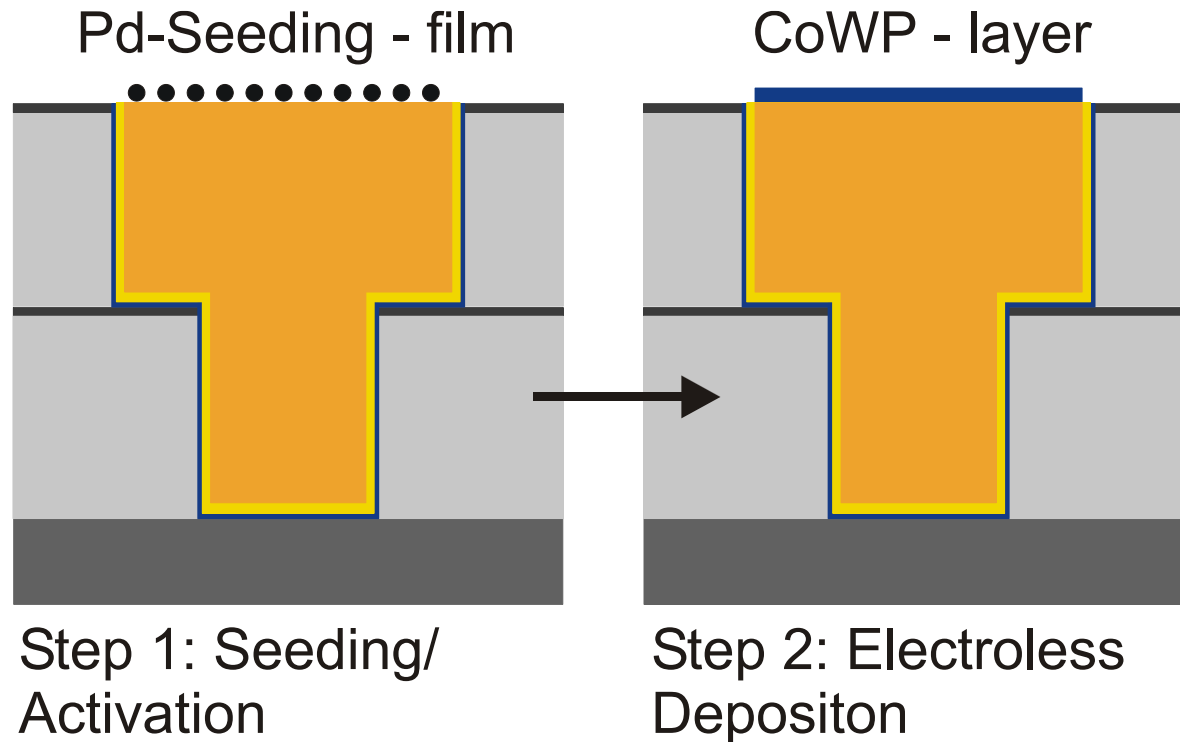 Pd-Seeding - film
CoWP - layer
Step 1: Seeding/
Activation
Step 2: Electroless
Depositon